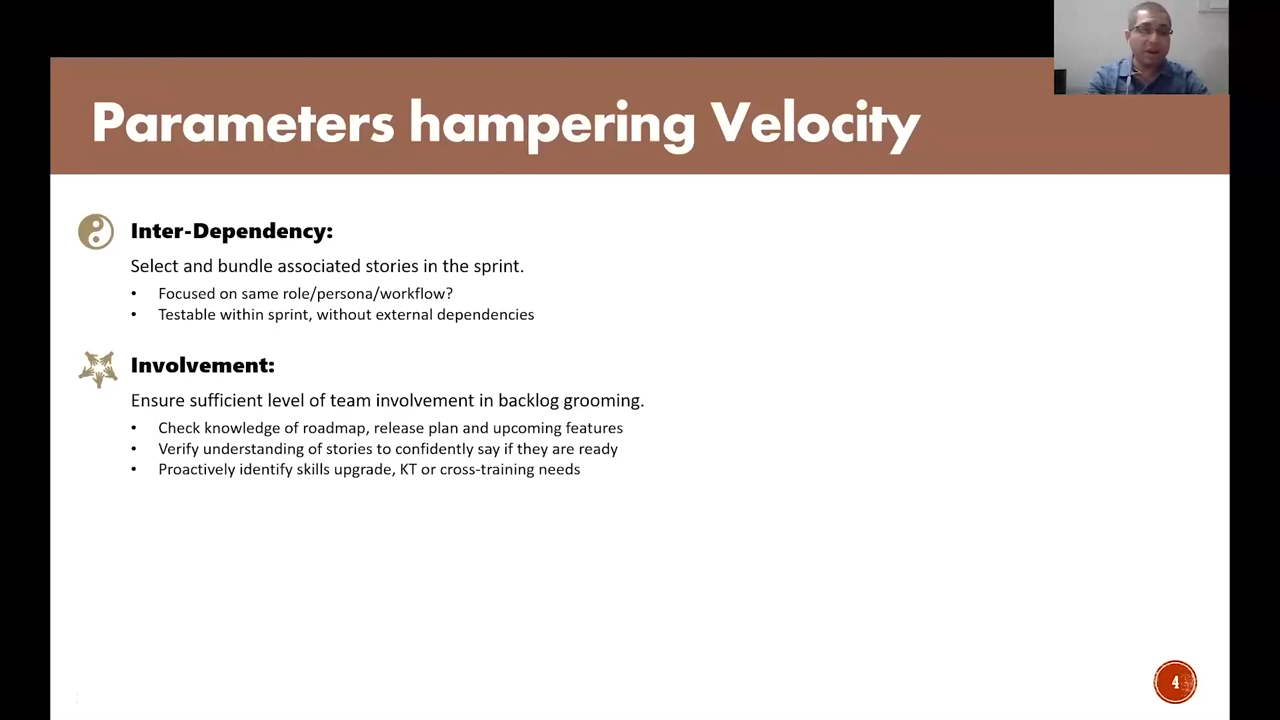 Parameters hampering Velocity
Inter-Dependency:
Select and bundle associated stories in the sprint.
• Focused on same role/persona/workflow?
• Testable within sprint, without external dependencies
Involvement:
Ensure sufficient level of team involvement in backlog grooming.
• Check knowledge of roadmap, release plan and upcoming features
• Verify understanding of stories to confidently say if they are ready
• Proactively identify skills upgrade, KT or cross-training needs
4